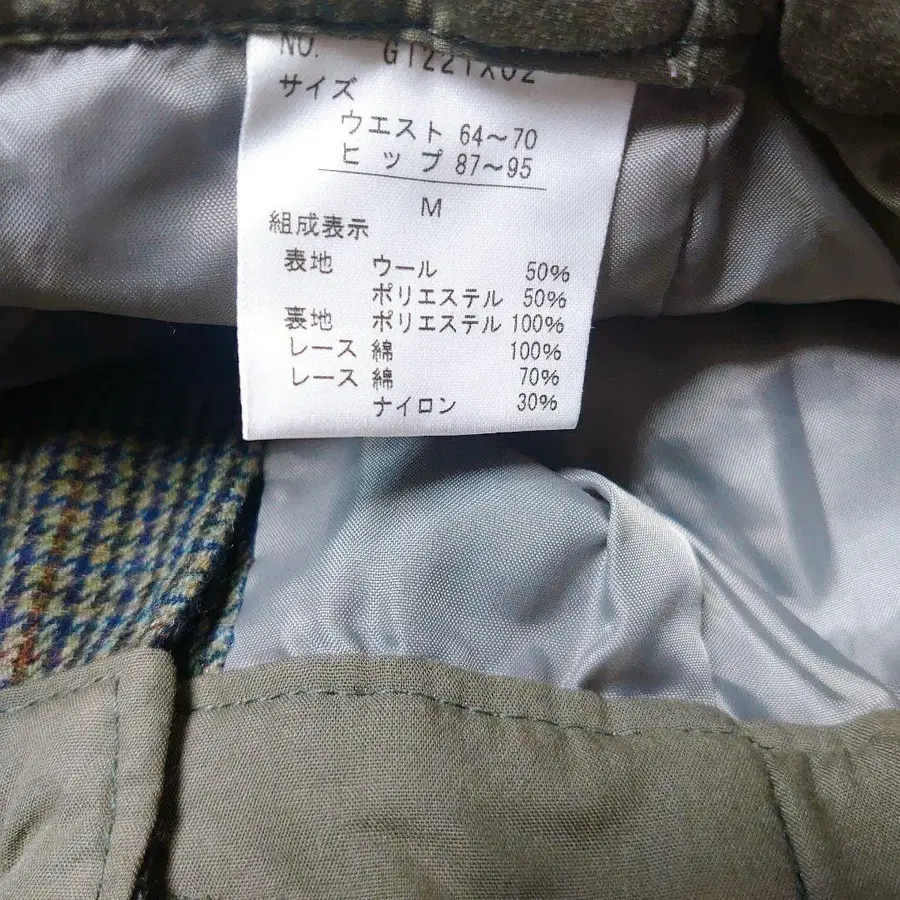 NO. GT221X02
サイズ
ウエスト 64～70
ヒップ 87～95
M
組成表示
表地 ウール 50%
ポリエステル 50%
裏地 ポリエステル 100%
レース 綿 100%
レース 綿 70%
ナイロン 30%